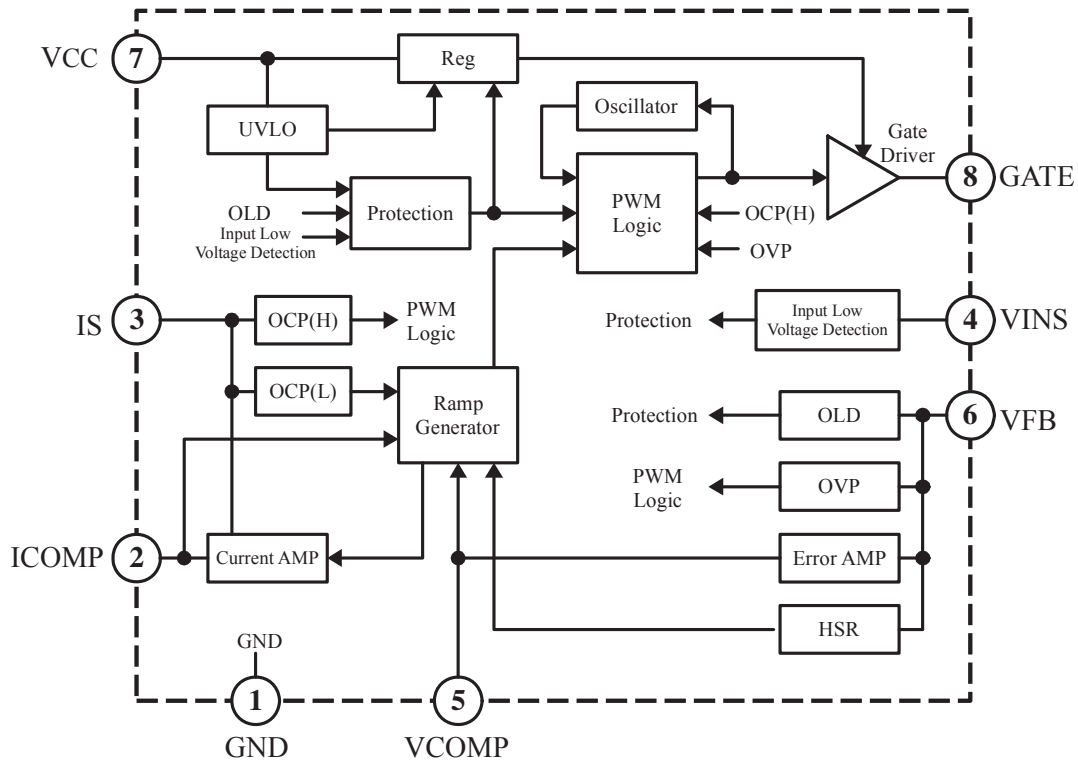 VCC
7
Reg
Oscillator
UVLO
Gate
Driver
8
GATE
PWM
Logic
Protection
OLD
Input Low
Voltage Detection
OCP(H)
OVP
IS
3
OCP(H)
PWM
Logic
Protection
Input Low
Voltage Detection
4
VINS
OCP(L)
Ramp
Generator
Protection
OLD
6
VFB
PWM
Logic
OVP
ICOMP
2
Current AMP
Error AMP
HSR
GND
1
GND
5
VCOMP